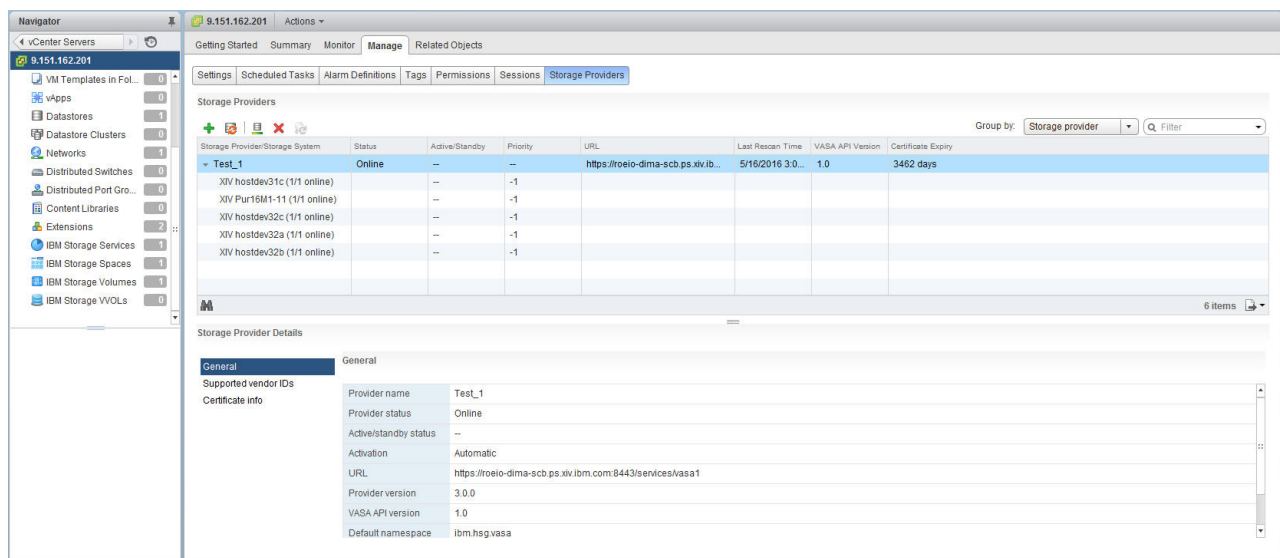 Navigator
9.151.162.201 Actions
vCenter Servers
Getting Started Summary Monitor Manage Related Objects
9.151.162.201
VM Templates in Fol... 0
vApps 0
Datastores 1
Datastore Clusters 0
Networks 1
Distributed Switches 0
Distributed Port Gro... 0
Content Libraries 0
Extensions 2
IBM Storage Services 1
IBM Storage Spaces 1
IBM Storage Volumes 1
IBM Storage VVOLs 0
Settings Scheduled Tasks Alarm Definitions Tags Permissions Sessions Storage Providers
Storage Providers
Group by: Storage provider Filter
Storage Provider/Storage System Status Active/Standby Priority URL Last Rescan Time VASA API Version Certificate Expiry
Test_1 Online -- -- https://roeio-dima-scb.ps.xiv.ib... 5/16/2016 3:0... 1.0 3462 days
XIV hostdev31c (1/1 online) -- -1
XIV Pur16M1-11 (1/1 online) -- -1
XIV hostdev32c (1/1 online) -- -1
XIV hostdev32a (1/1 online) -- -1
XIV hostdev32b (1/1 online) -- -1
6 items
Storage Provider Details
General
Supported vendor IDs
Certificate info
General
Provider name Test_1
Provider status Online
Active/standby status --
Activation Automatic
URL https://roeio-dima-scb.ps.xiv.ibm.com:8443/services/vasa1
Provider version 3.0.0
VASA API version 1.0
Default namespace ibm.hsg.vasa